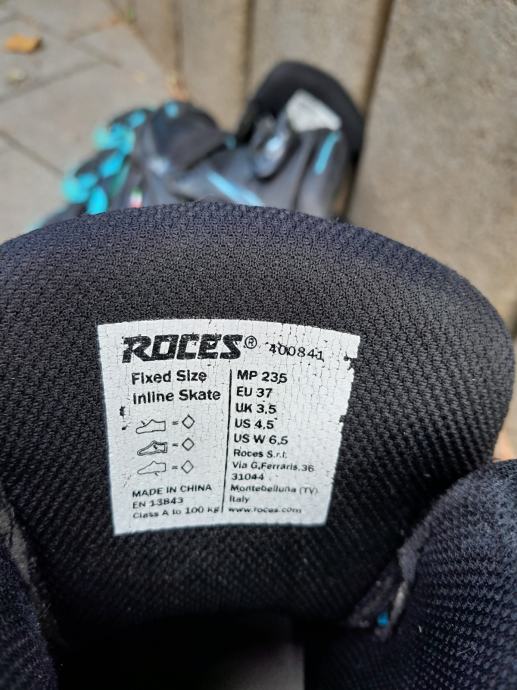 ROCES® 400841
Fixed Size
Inline Skate
= ◇
= ◇
= ◇
MADE IN CHINA
EN 13843
Class A to 100 kg
MP 235
EU 37
UK 3,5
US 4,5
US W 6,5
Roces S.r.l.
Via G.Ferraris,36
31044
Montebelluna (TV)
Italy
www.roces.com